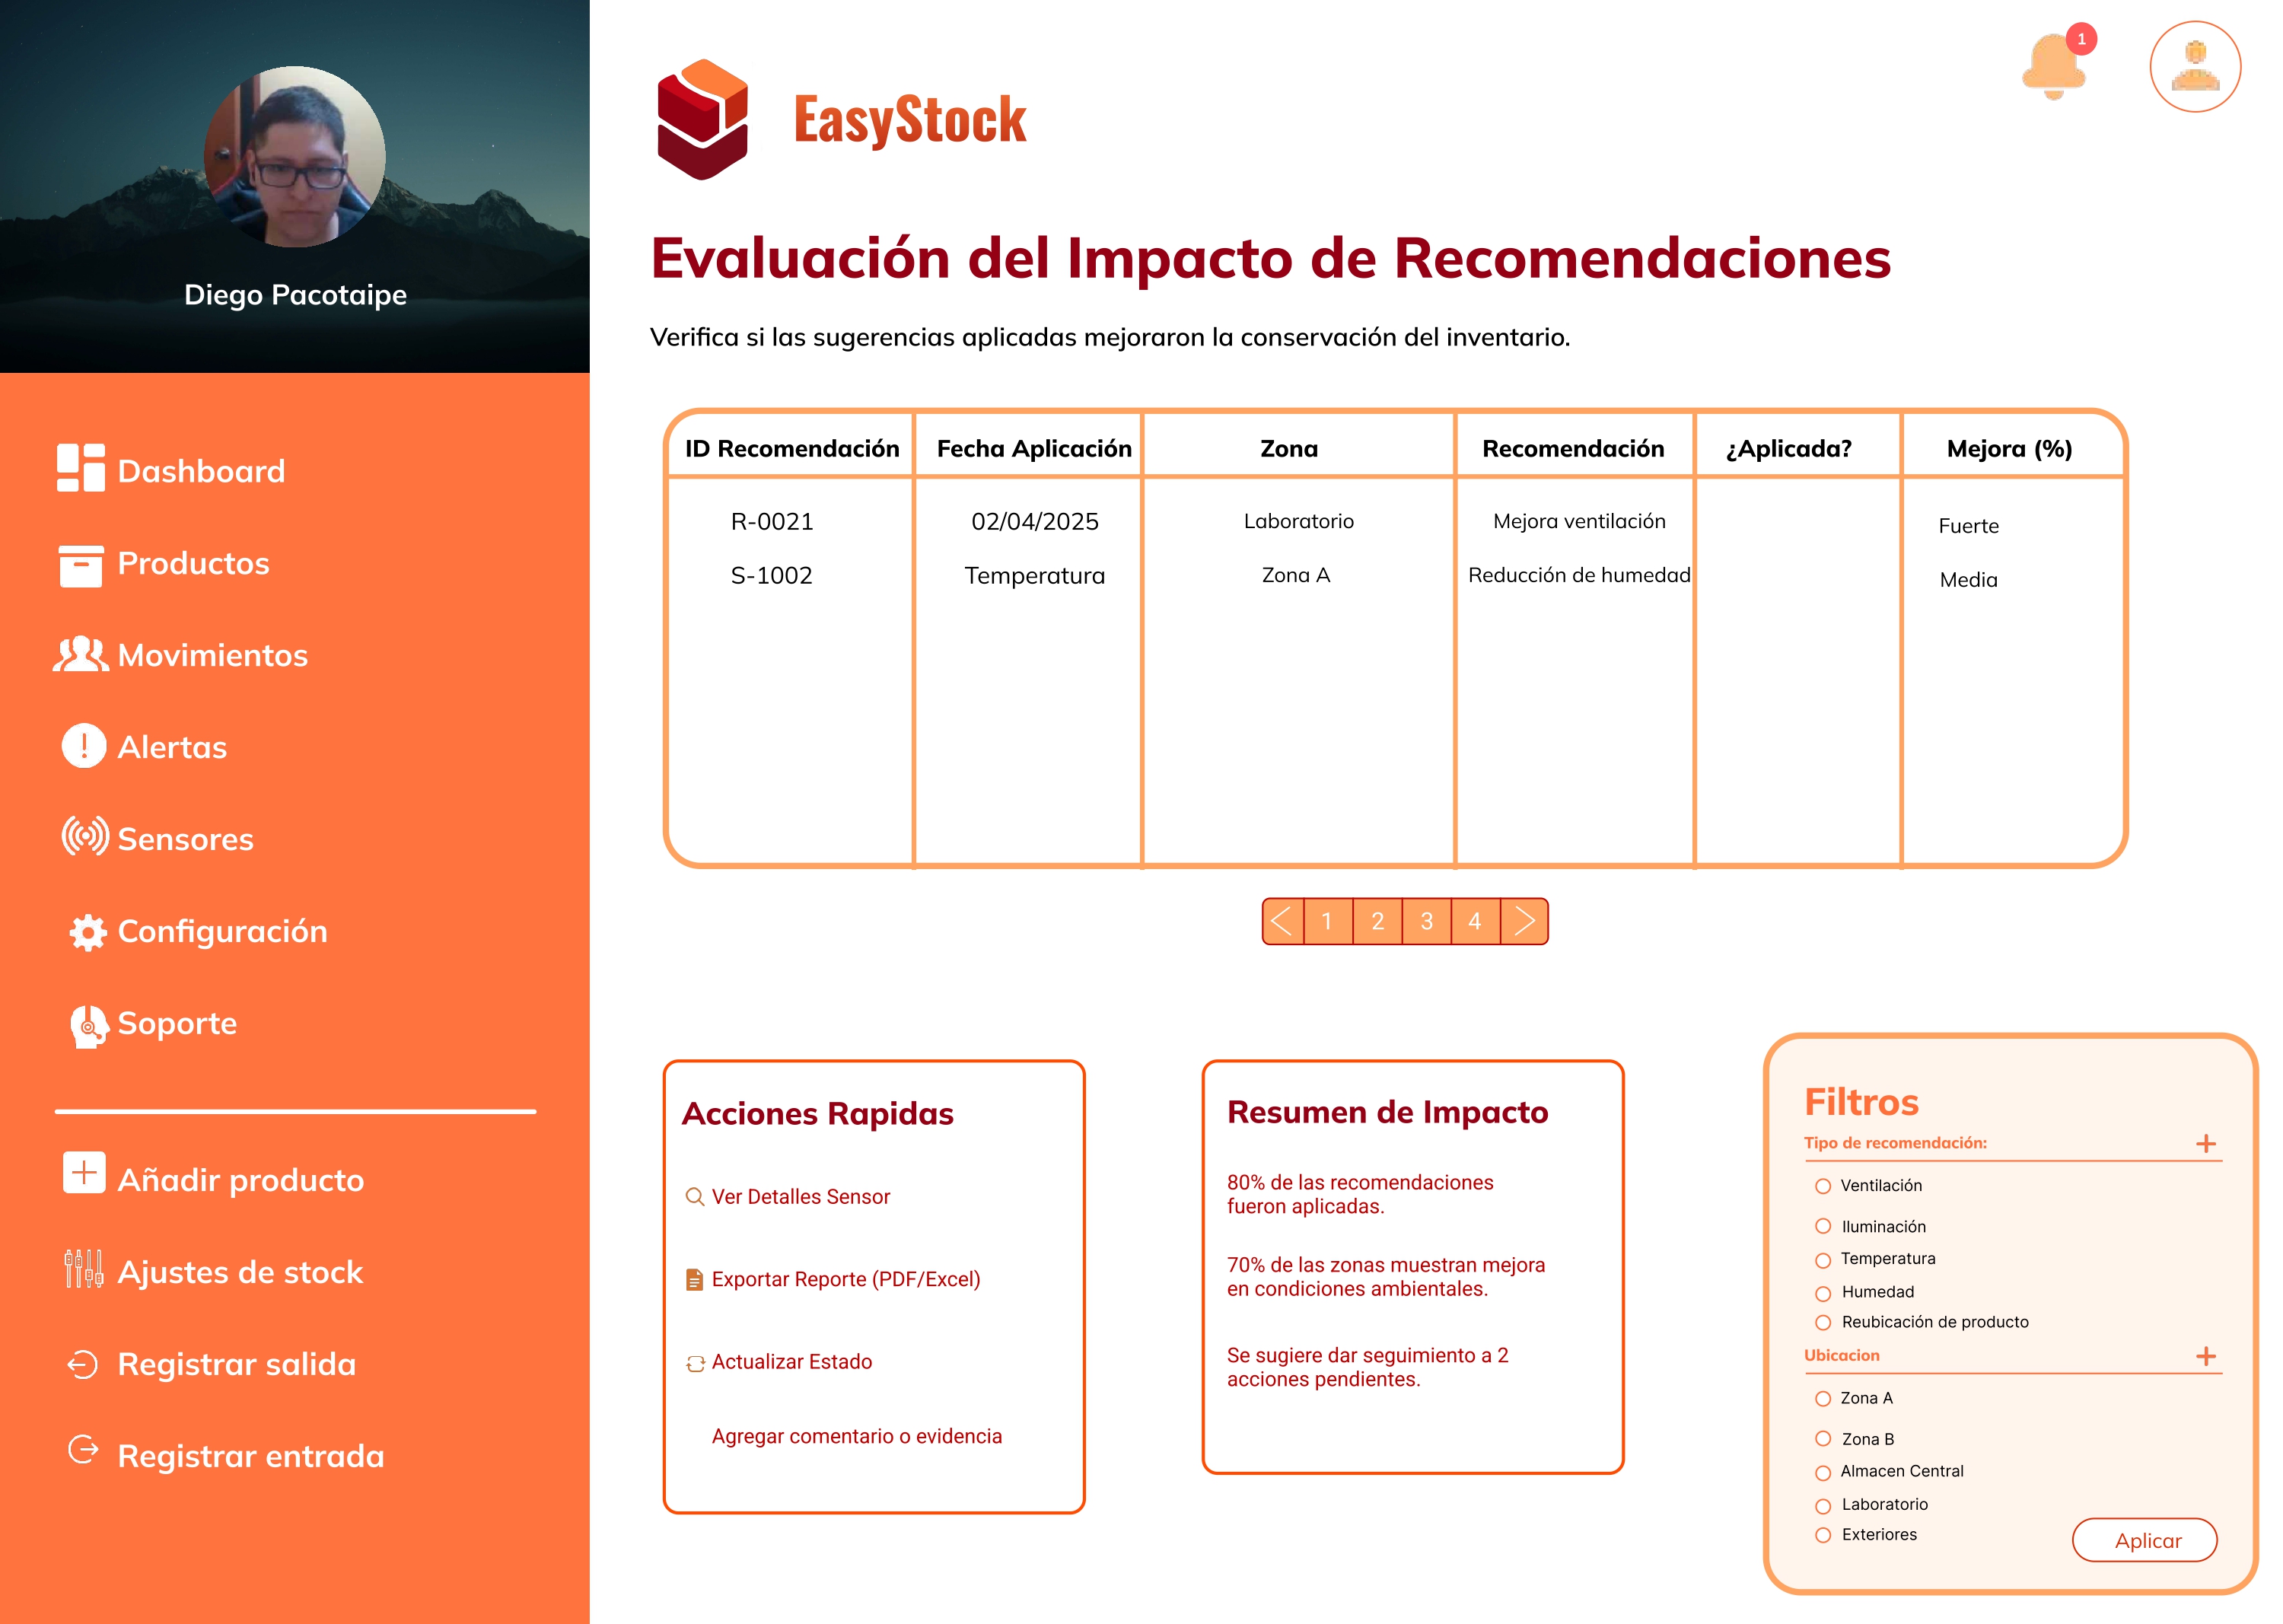 Diego Pacotaipe
Dashboard
Productos
Movimientos
Alertas
Sensores
Configuración
Soporte
Añadir producto
Ajustes de stock
Registrar salida
Registrar entrada
1
EasyStock
Evaluación del Impacto de Recomendaciones
Verifica si las sugerencias aplicadas mejoraron la conservación del inventario.
ID Recomendación Fecha Aplicación Zona Recomendación ¿Aplicada? Mejora (%)
R-0021 02/04/2025 Laboratorio Mejora ventilación Fuerte
S-1002 Temperatura Zona A Reducción de humedad Media
1 2 3 4
Acciones Rapidas
Ver Detalles Sensor
Exportar Reporte (PDF/Excel)
Actualizar Estado
Agregar comentario o evidencia
Resumen de Impacto
80% de las recomendaciones
fueron aplicadas.
70% de las zonas muestran mejora
en condiciones ambientales.
Se sugiere dar seguimiento a 2
acciones pendientes.
Filtros
Tipo de recomendación:
Ventilación
Iluminación
Temperatura
Humedad
Reubicación de producto
Ubicacion
Zona A
Zona B
Almacen Central
Laboratorio
Exteriores
Aplicar